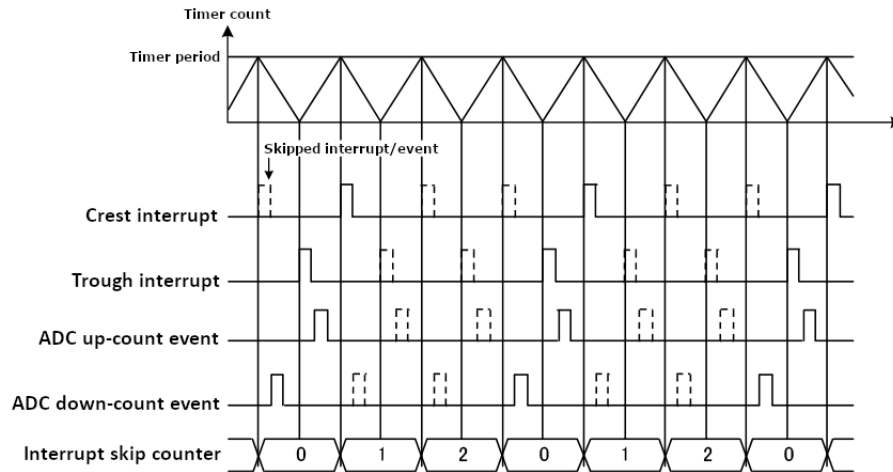 Timer count
Timer period
Skipped interrupt/event
Crest interrupt
Trough interrupt
ADC up-count event
ADC down-count event
Interrupt skip counter 0 1 2 0 1 2 0